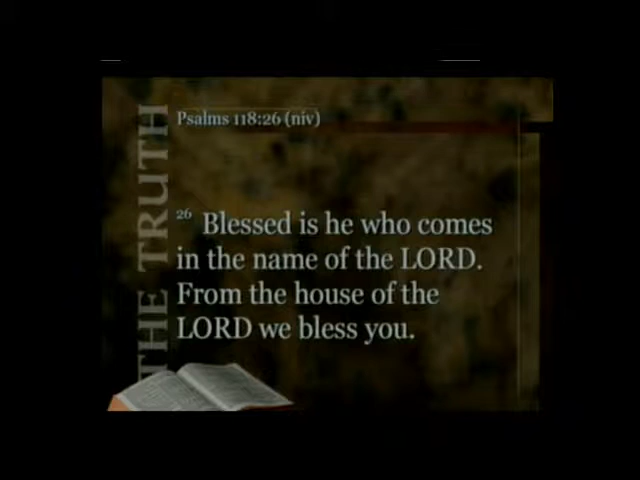 THE TRUTH
Psalms 118:26 (niv)
26 Blessed is he who comes
in the name of the LORD.
From the house of the
LORD we bless you.